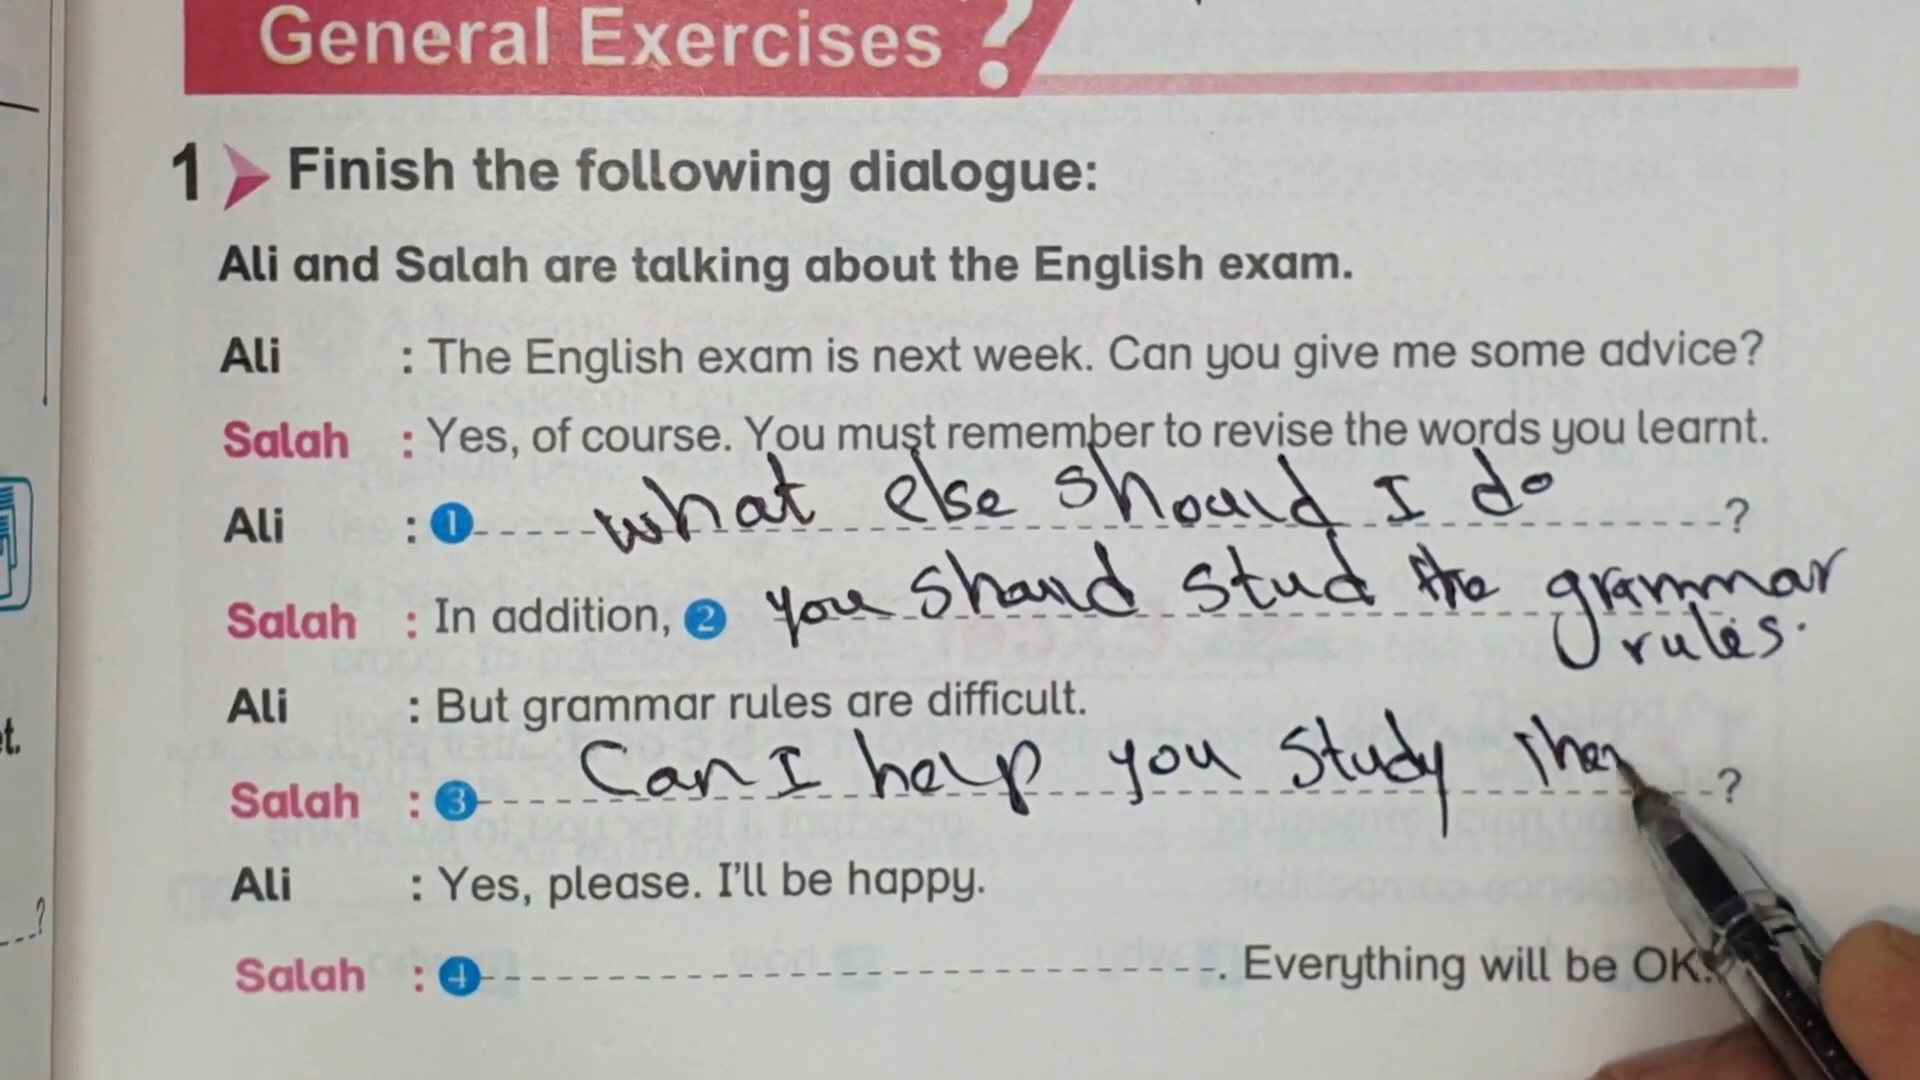 General Exercises ?
1 Finish the following dialogue:
Ali and Salah are talking about the English exam.
Ali : The English exam is next week. Can you give me some advice?
Salah : Yes, of course. You must remember to revise the words you learnt.
Ali : 1 what else should I do ?
Salah : In addition, 2 you should stud the grammar
rules.
Ali : But grammar rules are difficult.
Salah : 3 Can I help you study them ?
Ali : Yes, please. I'll be happy.
Salah : 4 . Everything will be OK.